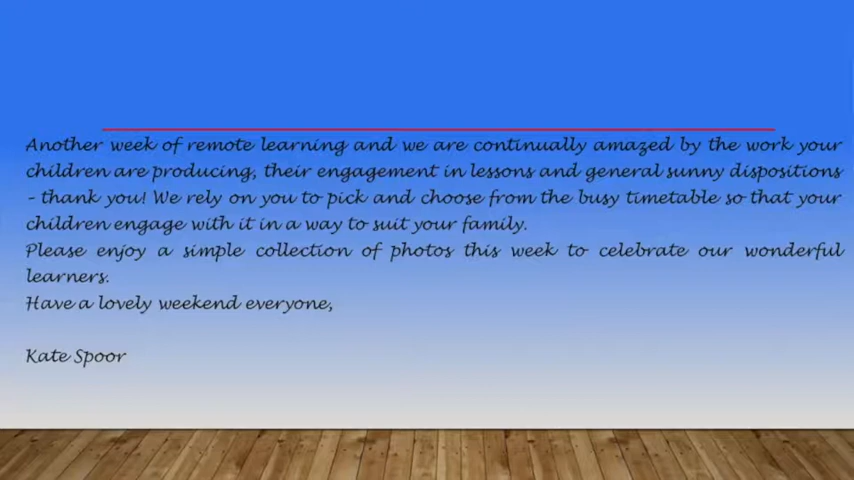 Another week of remote learning and we are continually amazed by the work your
children are producing, their engagement in lessons and general sunny dispositions
– thank you! We rely on you to pick and choose from the busy timetable so that your
children engage with it in a way to suit your family.
Please enjoy a simple collection of photos this week to celebrate our wonderful
learners.
Have a lovely weekend everyone,
Kate Spoor